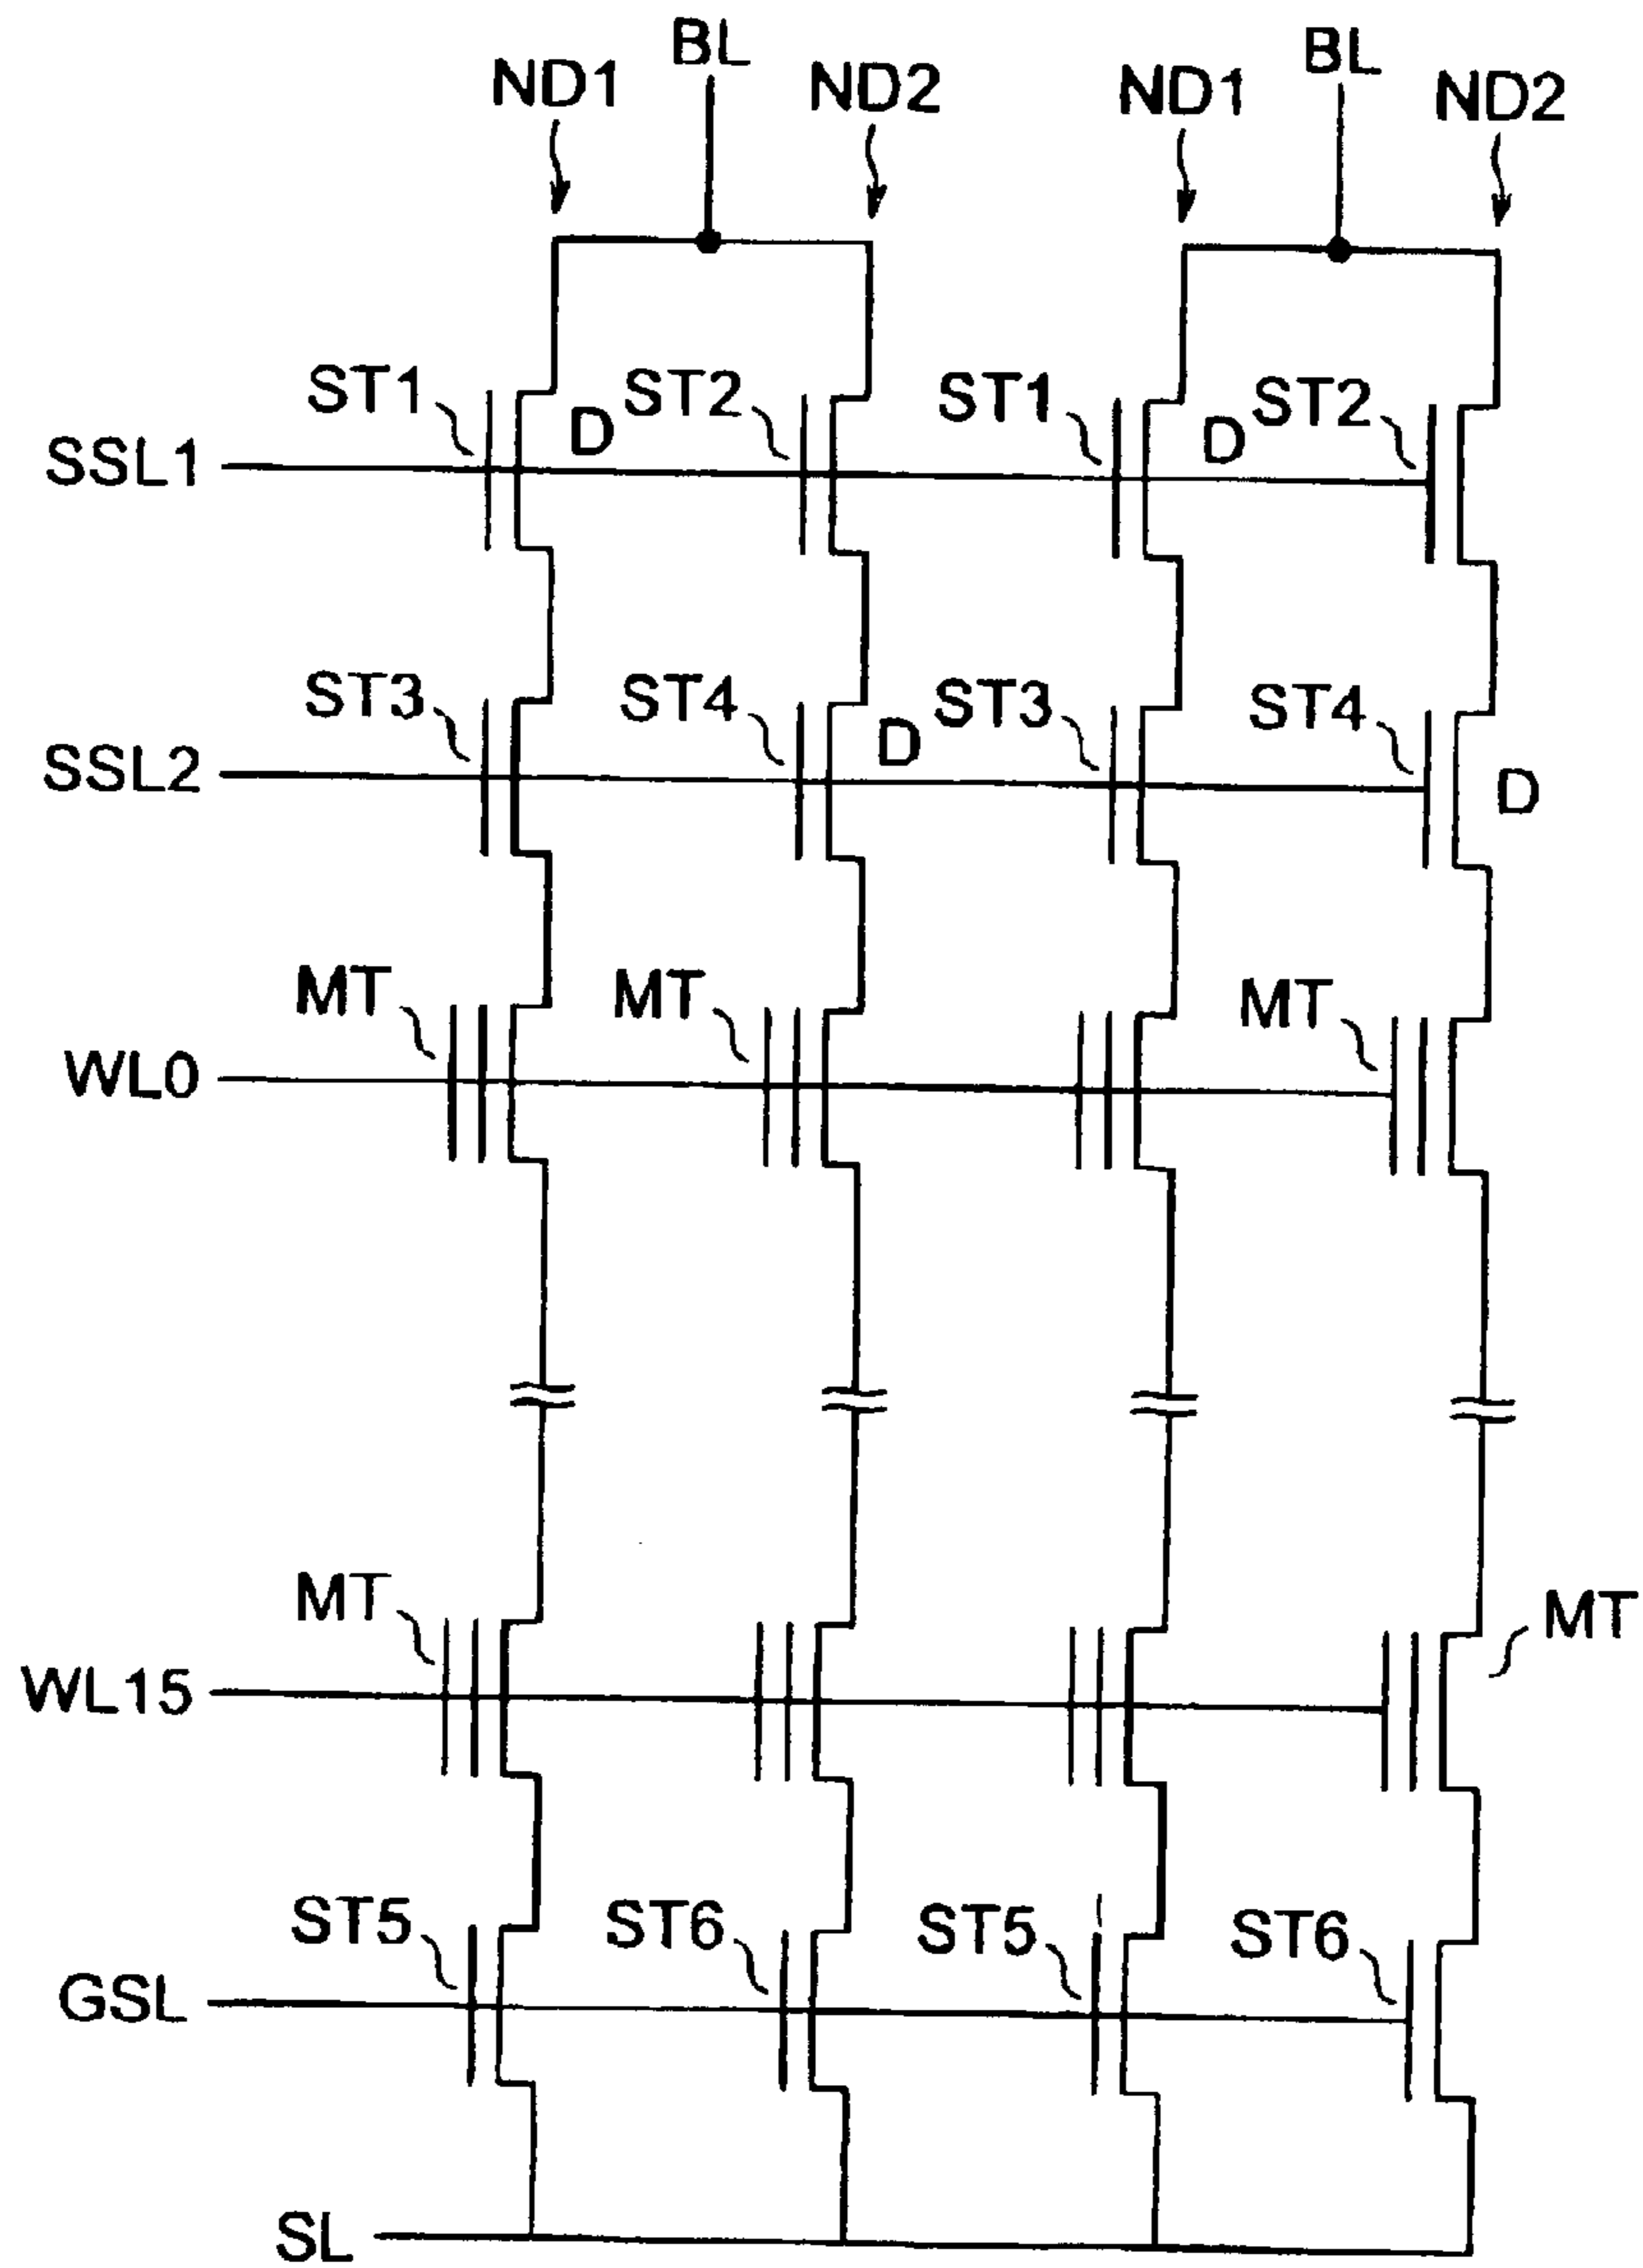 BL BL
ND1 ND2 ND1 ND2
ST1 D ST2 ST1 D ST2
SSL1
ST3 ST4 D ST3 ST4
SSL2 D
MT MT MT
WL0
MT MT
WL15
ST5 ST6 ST5 ST6
GSL
SL